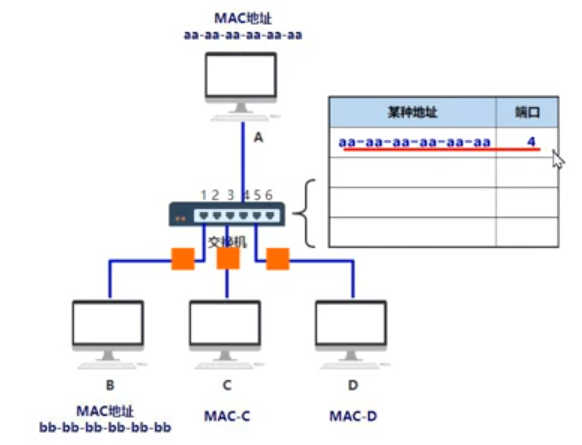 MAC地址
aa-aa-aa-aa-aa-aa
A
某种地址 端口
aa-aa-aa-aa-aa-aa 4
1 2 3 4 5 6
交换机
B
C
D
MAC地址
bb-bb-bb-bb-bb-bb
MAC-C
MAC-D